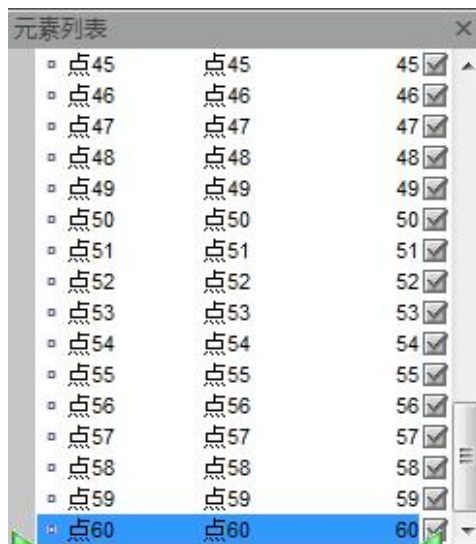 元素列表
点45 点45 45
点46 点46 46
点47 点47 47
点48 点48 48
点49 点49 49
点50 点50 50
点51 点51 51
点52 点52 52
点53 点53 53
点54 点54 54
点55 点55 55
点56 点56 56
点57 点57 57
点58 点58 58
点59 点59 59
点60 点60 60